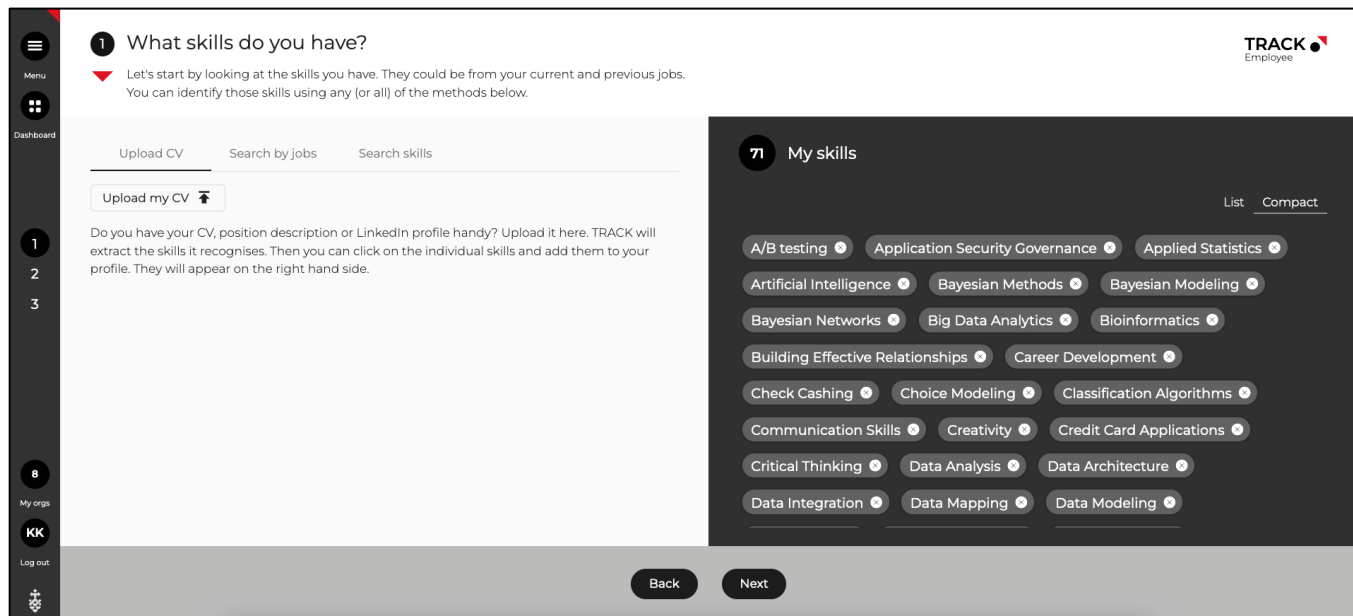 Menu
Dashboard
1
2
3
8
My orgs
KK
Log out
1 What skills do you have?
Let's start by looking at the skills you have. They could be from your current and previous jobs.
You can identify those skills using any (or all) of the methods below.
TRACK
Employee
Upload CV Search by jobs Search skills
Upload my CV
Do you have your CV, position description or LinkedIn profile handy? Upload it here. TRACK will
extract the skills it recognises. Then you can click on the individual skills and add them to your
profile. They will appear on the right hand side.
71 My skills
List Compact
A/B testing Application Security Governance Applied Statistics
Artificial Intelligence Bayesian Methods Bayesian Modeling
Bayesian Networks Big Data Analytics Bioinformatics
Building Effective Relationships Career Development
Check Cashing Choice Modeling Classification Algorithms
Communication Skills Creativity Credit Card Applications
Critical Thinking Data Analysis Data Architecture
Data Integration Data Mapping Data Modeling
Back Next